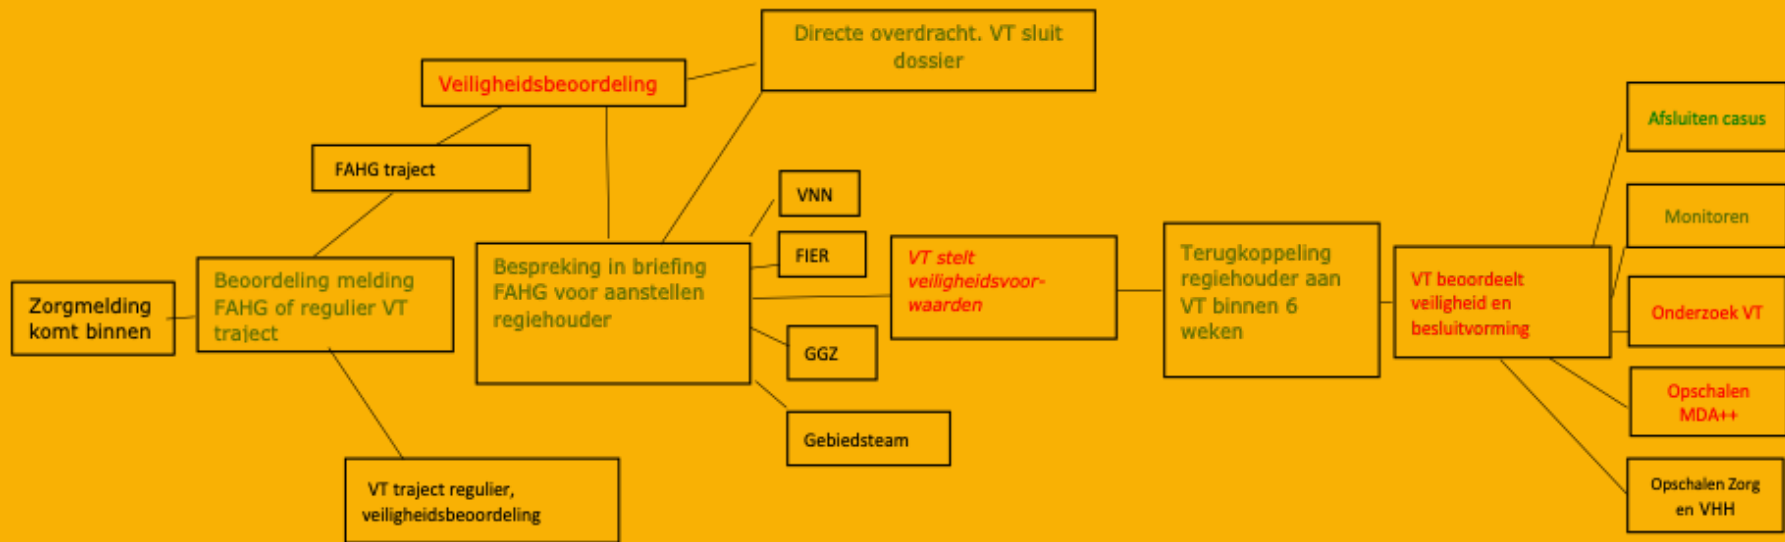 Directe overdracht. VT sluit
dossier
Veiligheidsbeoordeling
FAHG traject
Zorgmelding
komt binnen
Beoordeling melding
FAHG of regulier VT
traject
VT traject regulier,
veiligheidsbeoordeling
Bespreking in briefing
FAHG voor aanstellen
regiehouder
VNN
FIER
GGZ
Gebiedsteam
VT stelt
veiligheidsvoor-
waarden
Terugkoppeling
regiehouder aan
VT binnen 6
weken
VT beoordeelt
veiligheid en
besluitvorming
Afsluiten casus
Monitoren
Onderzoek VT
Opschalen
MDA++
Opschalen Zorg
en VHH